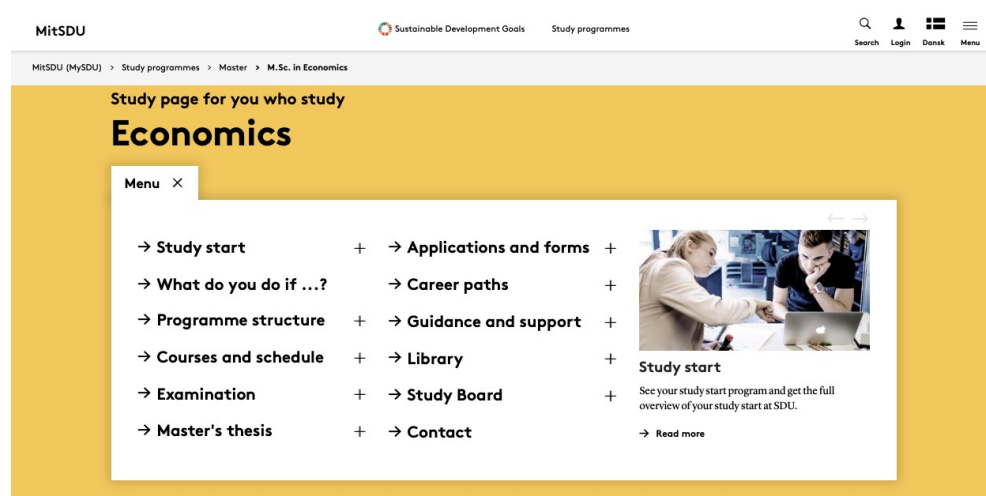 MitSDU
Sustainable Development Goals
Study programmes
Search
Login
Dansk
Menu
MitSDU (MySDU) > Study programmes > Master > M.Sc. in Economics
Study page for you who study
Economics
Menu ×
→ Study start +
→ What do you do if ...?
→ Programme structure +
→ Courses and schedule +
→ Examination +
→ Master's thesis +
→ Applications and forms +
→ Career paths +
→ Guidance and support +
→ Library +
→ Study Board +
→ Contact
Study start
See your study start program and get the full
overview of your study start at SDU.
→ Read more